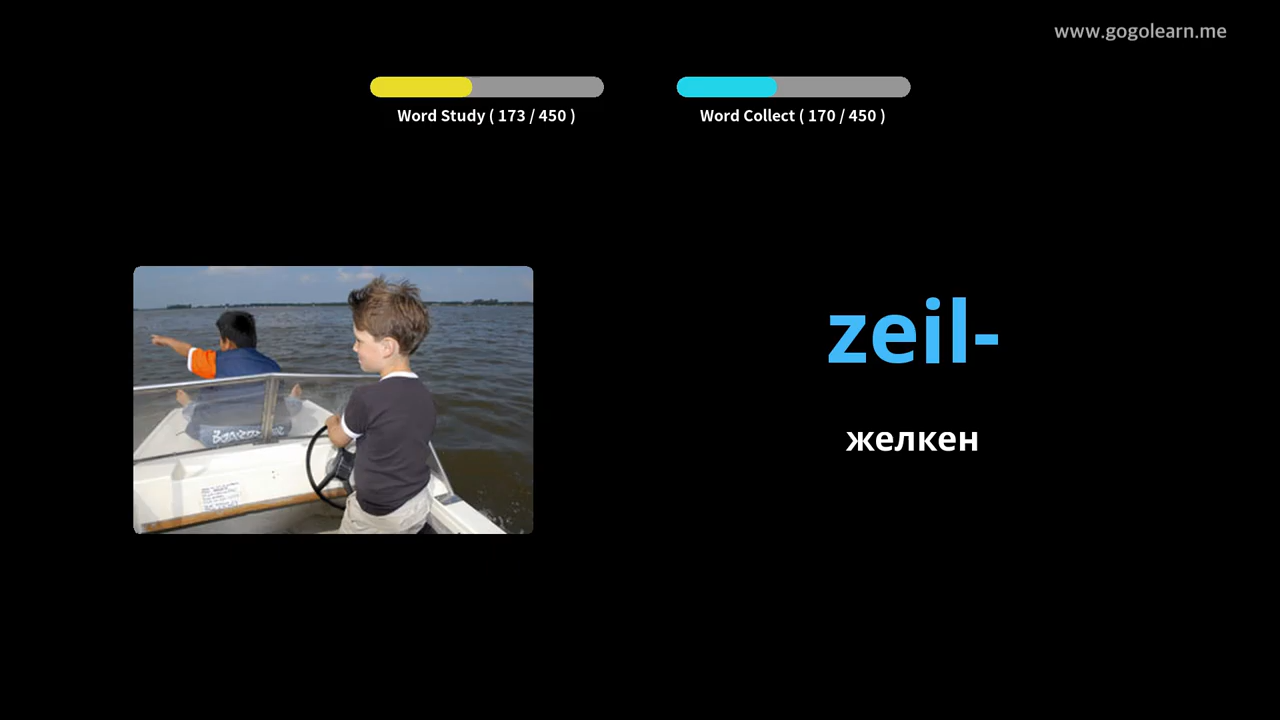 www.gogolearn.me
Word Study ( 173 / 450 )
Word Collect ( 170 / 450 )
zeil-
желкен